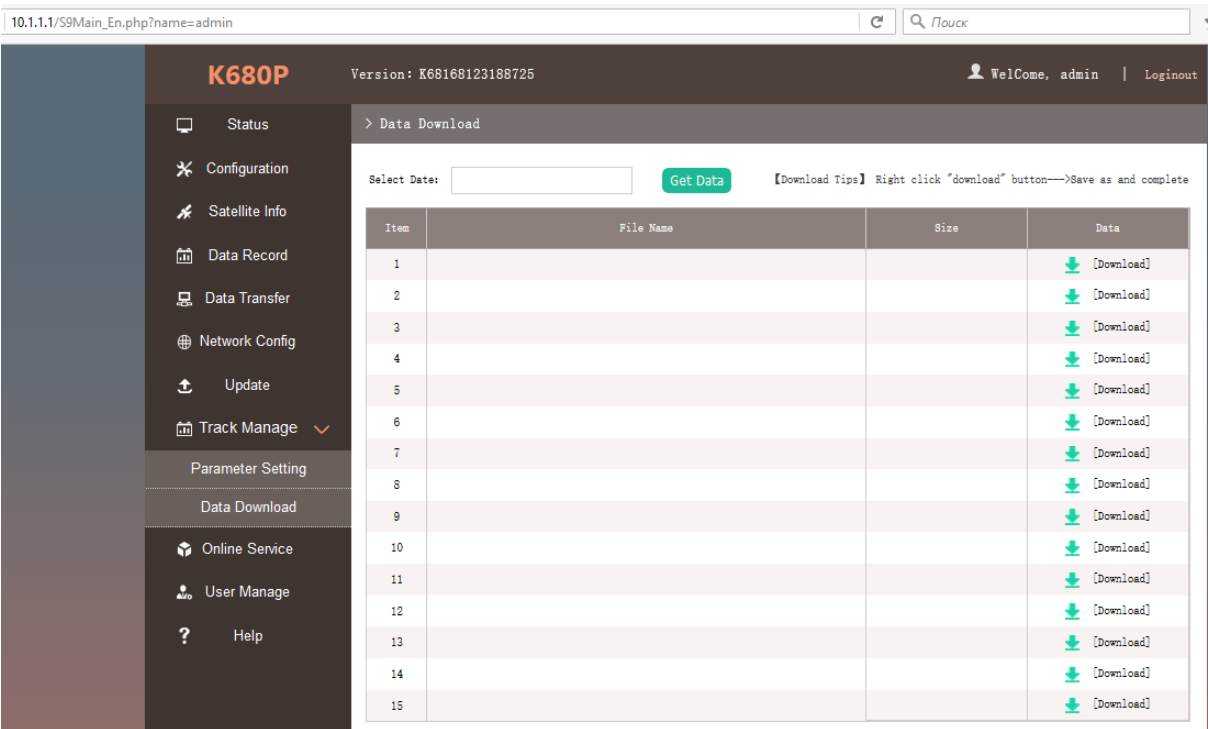 10.1.1.1/S9Main_En.php?name=admin
Поиск
K680P
Version: K68168123188725
WelCome, admin | Loginout
Status
Configuration
Satellite Info
Data Record
Data Transfer
Network Config
Update
Track Manage
Parameter Setting
Data Download
Online Service
User Manage
Help
> Data Download
Select Date:
Get Data
【Download Tips】 Right click "download" button--->Save as and complete
Item File Name Size Data
1 [Download]
2 [Download]
3 [Download]
4 [Download]
5 [Download]
6 [Download]
7 [Download]
8 [Download]
9 [Download]
10 [Download]
11 [Download]
12 [Download]
13 [Download]
14 [Download]
15 [Download]